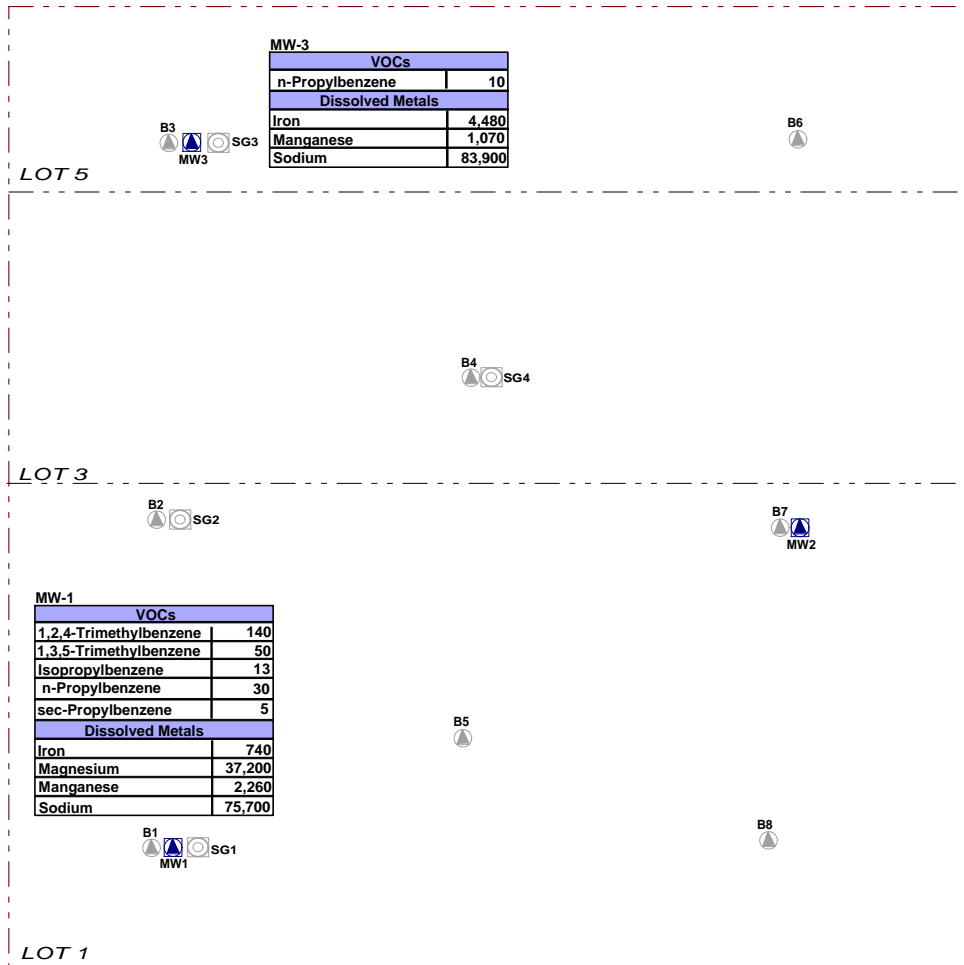 MW-3
VOCs
n-Propylbenzene 10
Dissolved Metals
Iron 4,480
Manganese 1,070
Sodium 83,900
B3
SG3
MW3
B6
LOT 5
B4
SG4
LOT 3
B2
SG2
B7
MW2
MW-1
VOCs
1,2,4-Trimethylbenzene 140
1,3,5-Trimethylbenzene 50
Isopropylbenzene 13
n-Propylbenzene 30
sec-Propylbenzene 5
Dissolved Metals
Iron 740
Magnesium 37,200
Manganese 2,260
Sodium 75,700
B5
B1
SG1
MW1
B8
LOT 1